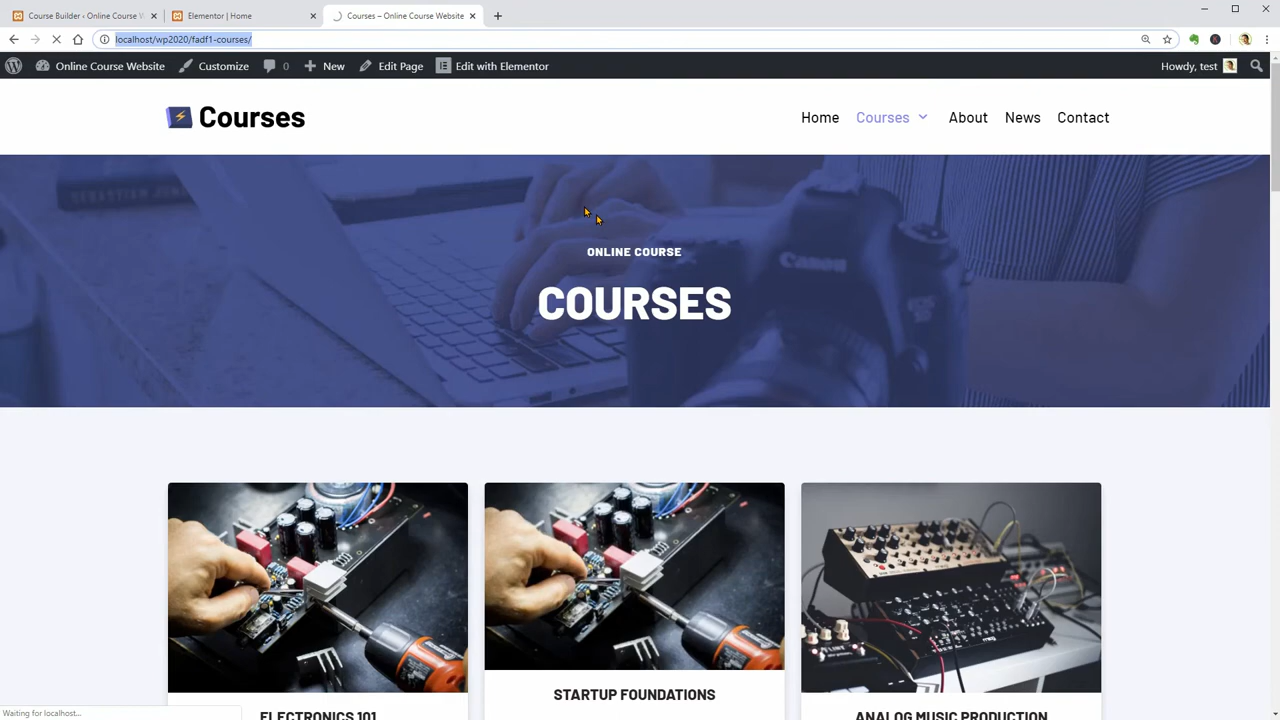 Course Builder ‹ Online Course W
Elementor | Home
Courses – Online Course Website
localhost/wp2020/fadf1-courses/
Online Course Website
Customize
0
New
Edit Page
Edit with Elementor
Howdy, test
Courses
Home
Courses
About
News
Contact
ONLINE COURSE
COURSES
Canon
STARTUP FOUNDATIONS
ELECTRONICS 101
ANALOG MUSIC PRODUCTION
Waiting for localhost...